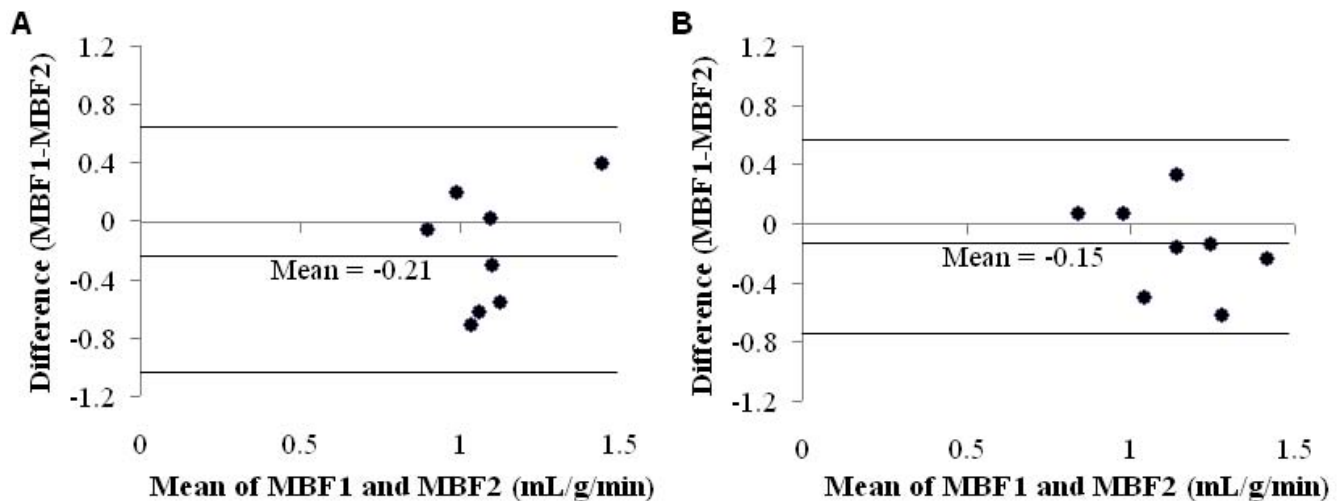 A
Difference (MBF1-MBF2)
1.2
0.8
0.4
0
-0.4
-0.8
-1.2
Mean = -0.21
0 0.5 1 1.5
Mean of MBF1 and MBF2 (mL/g/min)
B
Difference (MBF1-MBF2)
1.2
0.8
0.4
0
-0.4
-0.8
-1.2
Mean = -0.15
0 0.5 1 1.5
Mean of MBF1 and MBF2 (mL/g/min)